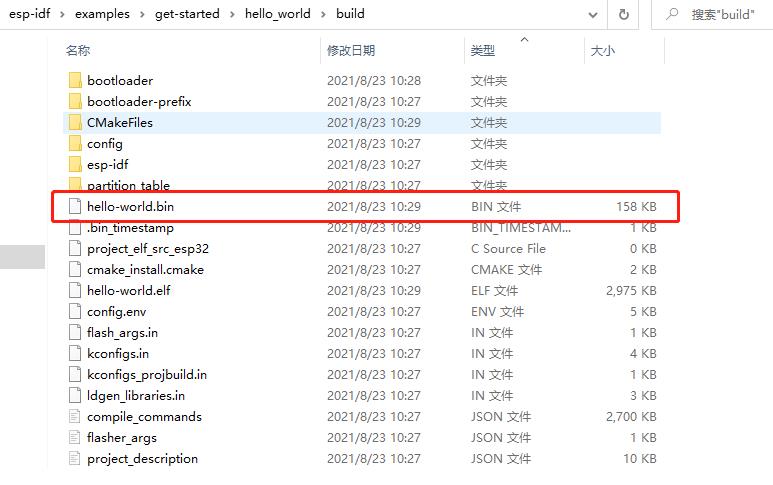 esp-idf > examples > get-started > hello_world > build 搜索"build"
名称 修改日期 类型 大小
bootloader 2021/8/23 10:28 文件夹
bootloader-prefix 2021/8/23 10:27 文件夹
CMakeFiles 2021/8/23 10:29 文件夹
config 2021/8/23 10:27 文件夹
esp-idf 2021/8/23 10:27 文件夹
partition_table 2021/8/23 10:27 文件夹
hello-world.bin 2021/8/23 10:29 BIN 文件 158 KB
.bin_timestamp 2021/8/23 10:29 BIN_TIMESTAM... 1 KB
project_elf_src_esp32 2021/8/23 10:27 C Source File 0 KB
cmake_install.cmake 2021/8/23 10:27 CMAKE 文件 2 KB
hello-world.elf 2021/8/23 10:29 ELF 文件 2,975 KB
config.env 2021/8/23 10:27 ENV 文件 5 KB
flash_args.in 2021/8/23 10:27 IN 文件 1 KB
kconfigs.in 2021/8/23 10:27 IN 文件 4 KB
kconfigs_projbuild.in 2021/8/23 10:27 IN 文件 1 KB
ldgen_libraries.in 2021/8/23 10:27 IN 文件 3 KB
compile_commands 2021/8/23 10:27 JSON 文件 2,700 KB
flasher_args 2021/8/23 10:27 JSON 文件 1 KB
project_description 2021/8/23 10:27 JSON 文件 10 KB